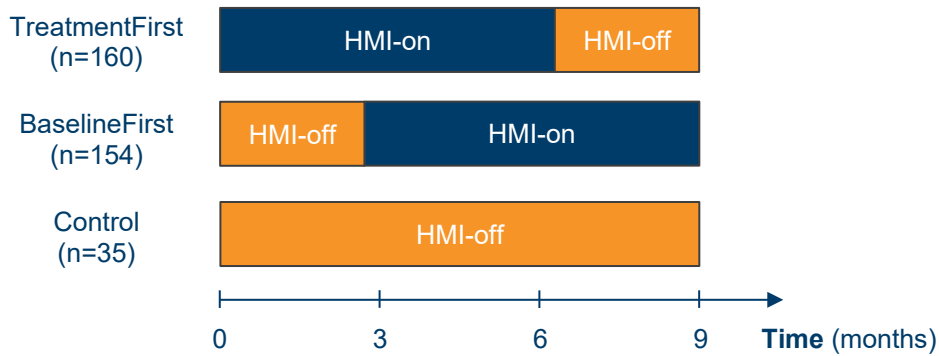 TreatmentFirst
(n=160)
HMI-on
HMI-off
BaselineFirst
(n=154)
HMI-off
HMI-on
Control
(n=35)
HMI-off
0
3
6
9
Time (months)